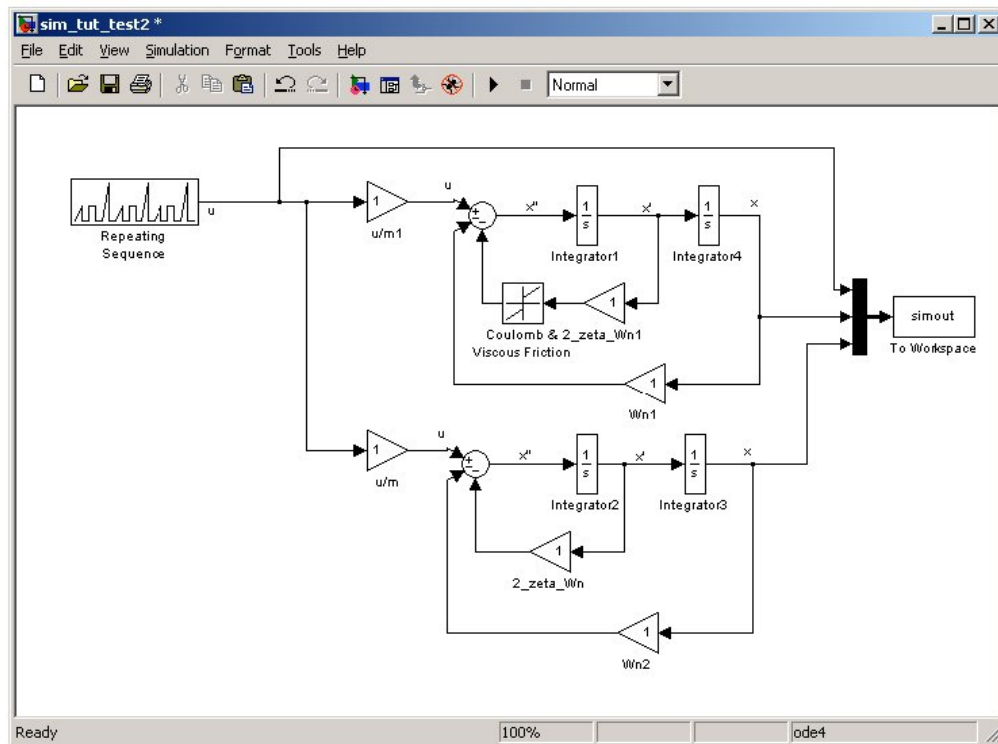 sim_tut_test2 *
File Edit View Simulation Format Tools Help
Normal
u
Repeating
Sequence
1
u/m1
u
+
-
-
x"
1
s
Integrator1
x'
1
s
Integrator4
x
1
Coulomb & 2_zeta_Wn1
Viscous Friction
1
Wn1
simout
To Workspace
1
u/m
u
+
-
-
x"
1
s
Integrator2
x'
1
s
Integrator3
x
1
2_zeta_Wn
1
Wn2
Ready 100% ode4